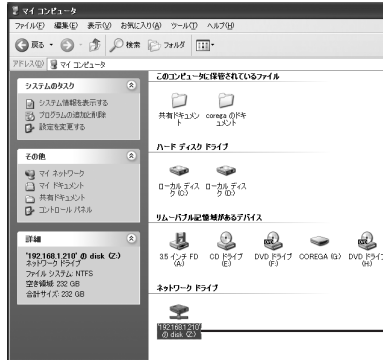 マイ コンピュータ
ファイル(F) 編集(E) 表示(V) お気に入り(A) ツール(T) ヘルプ(H)
戻る 検索 フォルダ
アドレス(D) マイ コンピュータ
システムのタスク
システム情報を表示する
プログラムの追加と削除
設定を変更する
その他
マイ ネットワーク
マイ ドキュメント
共有ドキュメント
コントロール パネル
詳細
'192.168.1.210' の disk (Z:)
ネットワーク ドライブ
ファイル システム: NTFS
空き領域: 232 GB
合計サイズ: 232 GB
このコンピュータに保管されているファイル
共有ドキュメント
corega のドキュメント
ハード ディスク ドライブ
ローカル ディスク (C:)
ローカル ディスク (D:)
リムーバブル記憶域があるデバイス
3.5 インチ FD (A:)
CD ドライブ (E:)
DVD ドライブ (F:)
COREGA (G:)
DVD ドライブ (H:)
ネットワーク ドライブ
'192.168.1.210' の disk (Z:)